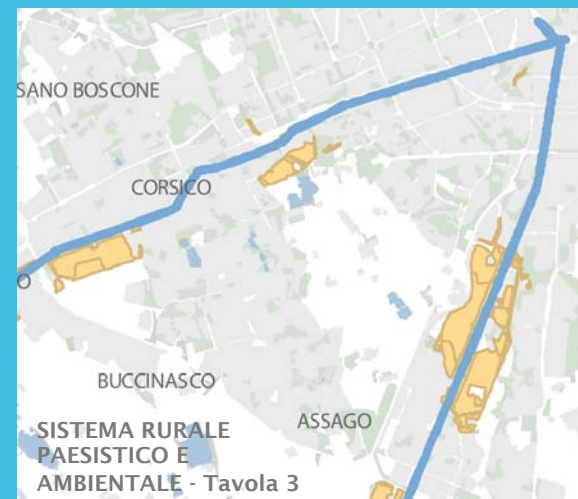 SANO BOSCONE
CORSICO
O
BUCCINASCO
ASSAGO
SISTEMA RURALE
PAESISTICO E
AMBIENTALE - Tavola 3